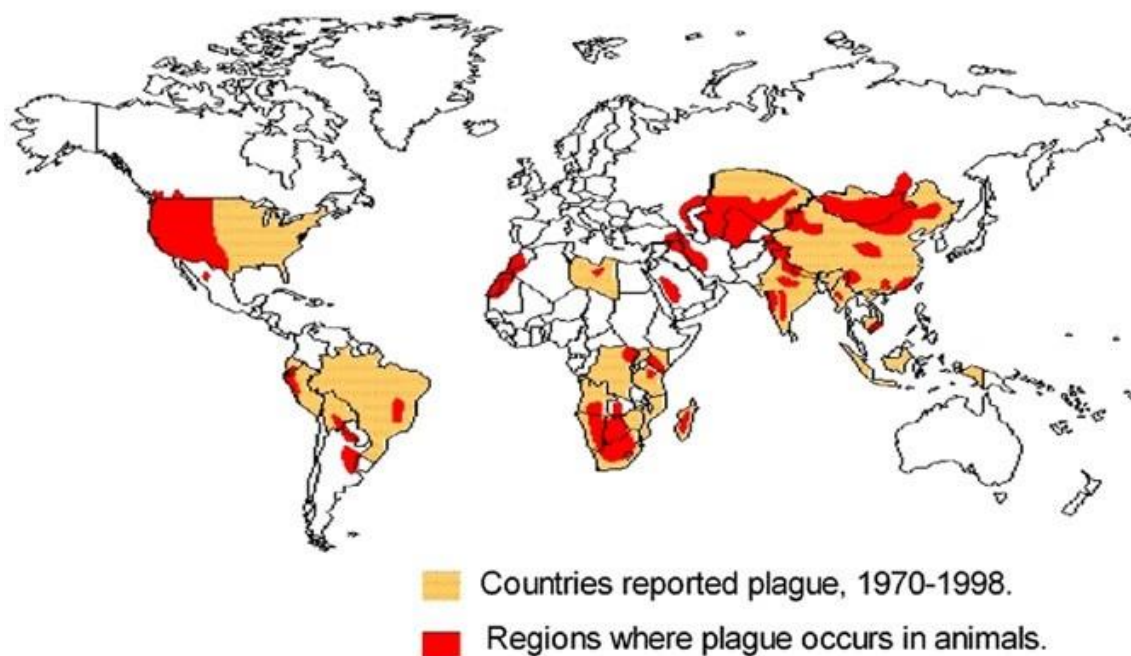 Countries reported plague, 1970-1998.
Regions where plague occurs in animals.